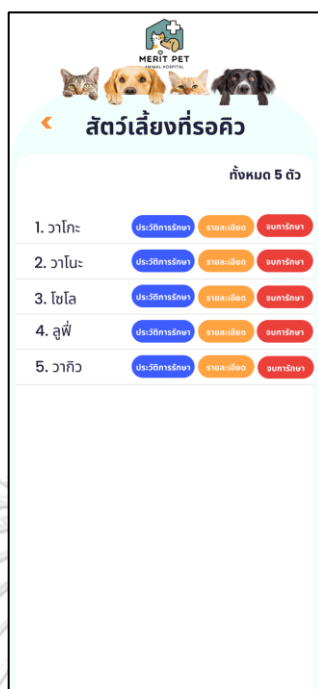 MERIT PET
ANIMAL HOSPITAL
สัตว์เลี้ยงที่รอคิว
ทั้งหมด 5 ตัว
1. วาโกะ ประวัติการรักษา รายละเอียด จบการักษา
2. วาโนะ ประวัติการรักษา รายละเอียด จบการักษา
3. โซโล ประวัติการรักษา รายละเอียด จบการักษา
4. ลูฟี่ ประวัติการรักษา รายละเอียด จบการักษา
5. วากิว ประวัติการรักษา รายละเอียด จบการักษา